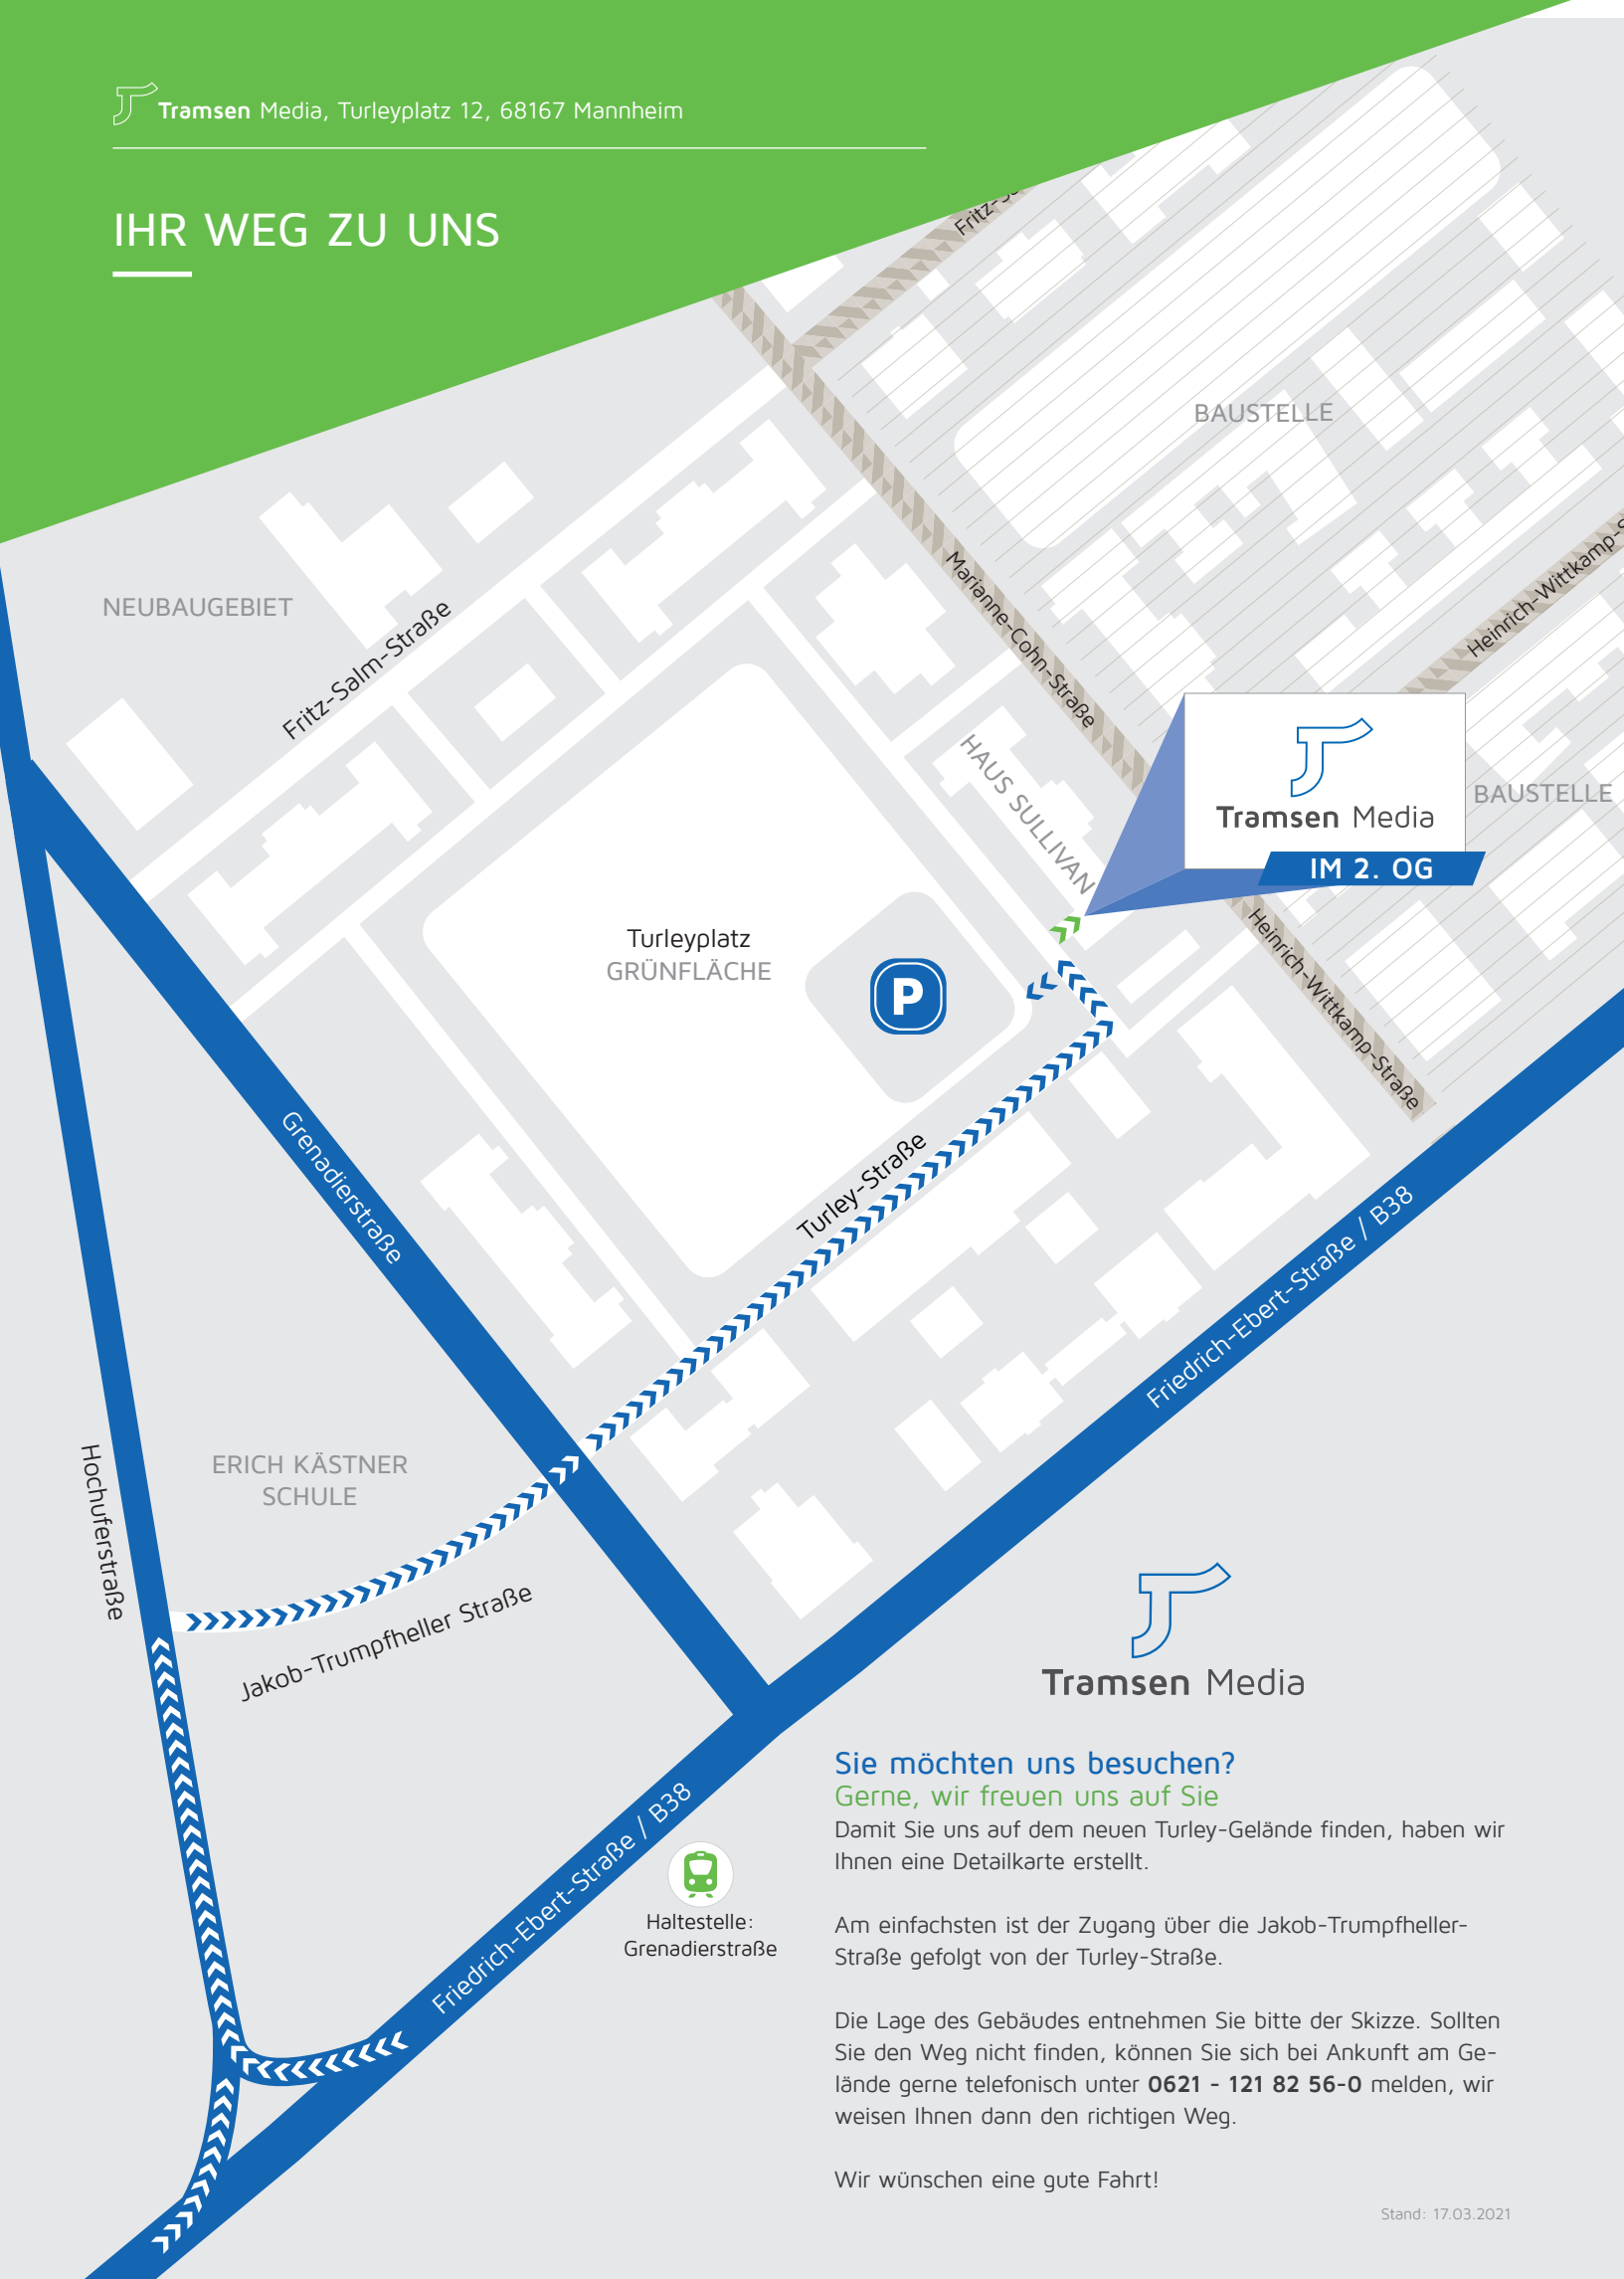 Tramsen Media, Turleyplatz 12, 68167 Mannheim
IHR WEG ZU UNS
BAUSTELLE
NEUBAUGEBIET
Fritz-Salm-Straße
Marianne-Cohn-Straße
Heinrich-Wittkamp-
HAUS SULLIVAN
Tramsen Media
IM 2. OG
BAUSTELLE
Turleyplatz
GRÜNFLÄCHE
P
Heinrich-Wittkamp-Straße
Grenadierstraße
Turley-Straße
Friedrich-Ebert-Straße / B38
Hochuferstraße
ERICH KÄSTNER
SCHULE
Jakob-Trumpfheller Straße
Tramsen Media
Friedrich-Ebert-Straße / B38
Haltestelle:
Grenadierstraße
Sie möchten uns besuchen?
Gerne, wir freuen uns auf Sie
Damit Sie uns auf dem neuen Turley-Gelände finden, haben wir
Ihnen eine Detailkarte erstellt.
Am einfachsten ist der Zugang über die Jakob-Trumpfheller-
Straße gefolgt von der Turley-Straße.
Die Lage des Gebäudes entnehmen Sie bitte der Skizze. Sollten
Sie den Weg nicht finden, können Sie sich bei Ankunft am Ge-
lände gerne telefonisch unter 0621 - 121 82 56-0 melden, wir
weisen Ihnen dann den richtigen Weg.
Wir wünschen eine gute Fahrt!
Stand: 17.03.2021